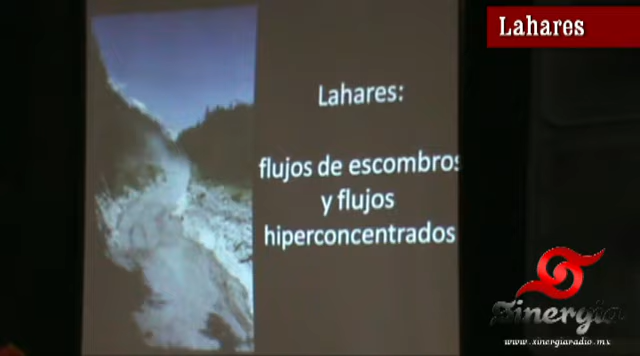 Lahares
Lahares:
flujos de escombros
y flujos
hiperconcentrados
Xinergia
www.xinergiaradio.mx